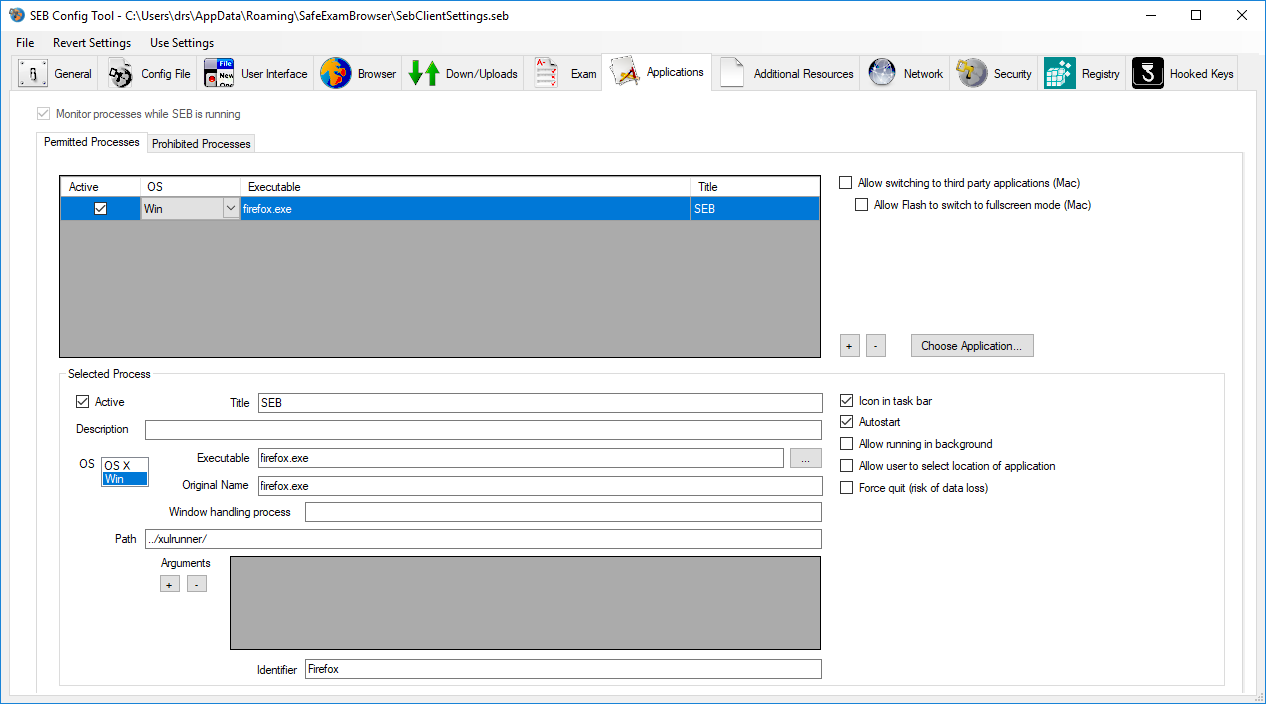 SEB Config Tool - C:\Users\drs\AppData\Roaming\SafeExamBrowser\SebClientSettings.seb
File Revert Settings Use Settings
General Config File User Interface Browser Down/Uploads Exam Applications Additional Resources Network Security Registry Hooked Keys
Monitor processes while SEB is running
Permitted Processes Prohibited Processes
Active OS Executable Title
Win firefox.exe SEB
Allow switching to third party applications (Mac)
Allow Flash to switch to fullscreen mode (Mac)
+ - Choose Application...
Selected Process
Active Title SEB
Description
OS OS X
Win
Executable firefox.exe ...
Original Name firefox.exe
Window handling process
Path ../xulrunner/
Arguments
+ -
Identifier Firefox
Icon in task bar
Autostart
Allow running in background
Allow user to select location of application
Force quit (risk of data loss)